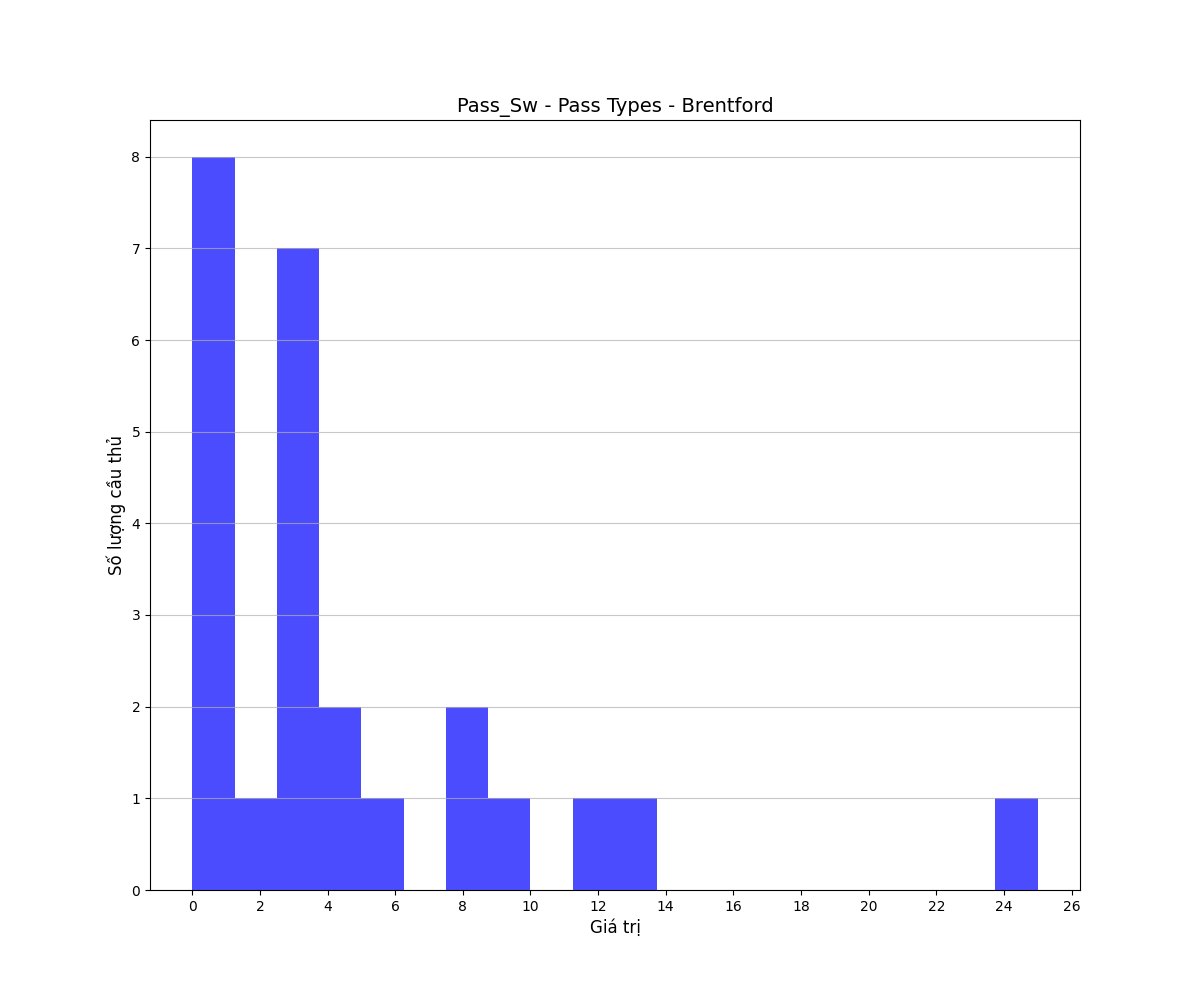 Pass_Sw - Pass Types - Brentford
8
7
6
5
4
3
2
1
0
Số lượng cầu thủ
0 2 4 6 8 10 12 14 16 18 20 22 24 26
Giá trị